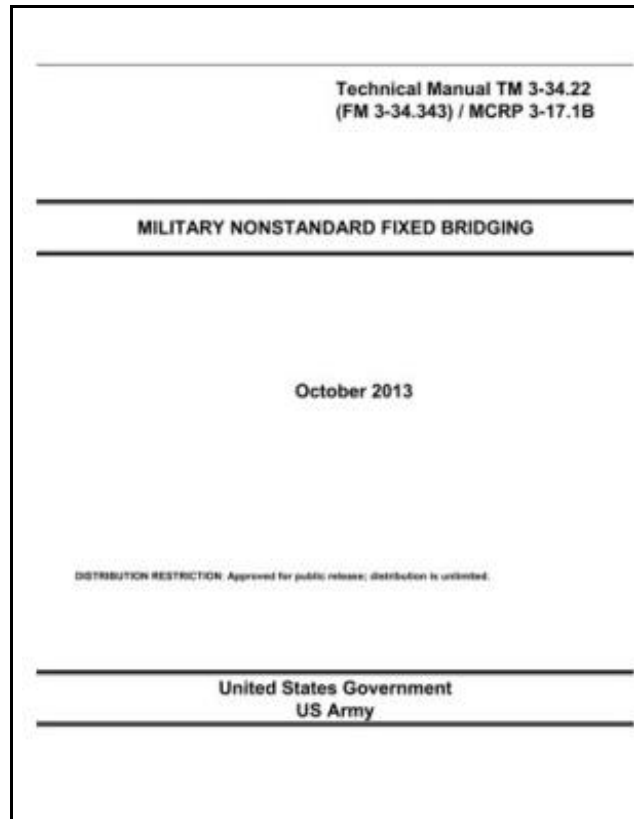 Technical Manual TM 3-34.22
(FM 3-34.343) / MCRP 3-17.1B
MILITARY NONSTANDARD FIXED BRIDGING
October 2013
DISTRIBUTION RESTRICTION: Approved for public release; distribution is unlimited.
United States Government
US Army